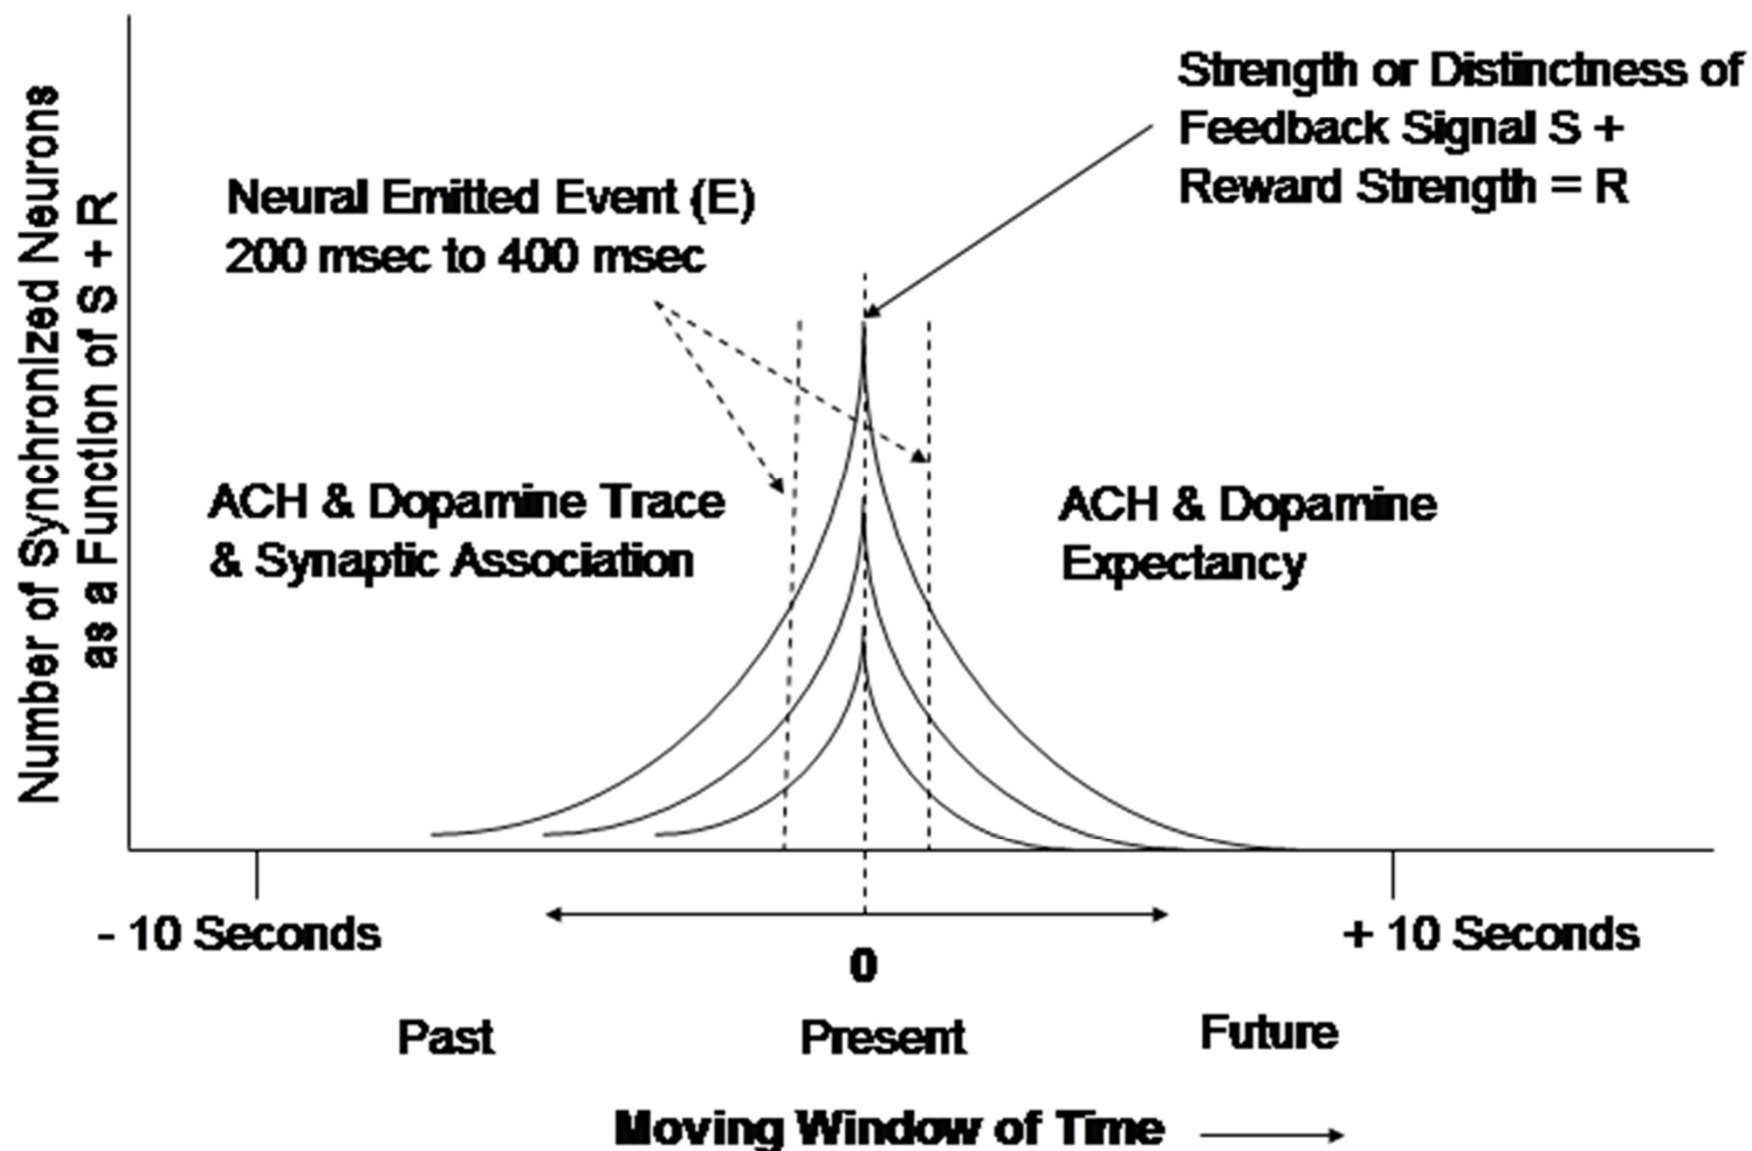 Number of Synchronized Neurons
as a Function of S + R
Strength or Distinctness of
Feedback Signal S +
Reward Strength = R
Neural Emitted Event (E)
200 msec to 400 msec
ACH & Dopamine Trace
& Synaptic Association
ACH & Dopamine
Expectancy
- 10 Seconds
0
+ 10 Seconds
Past
Present
Future
Moving Window of Time